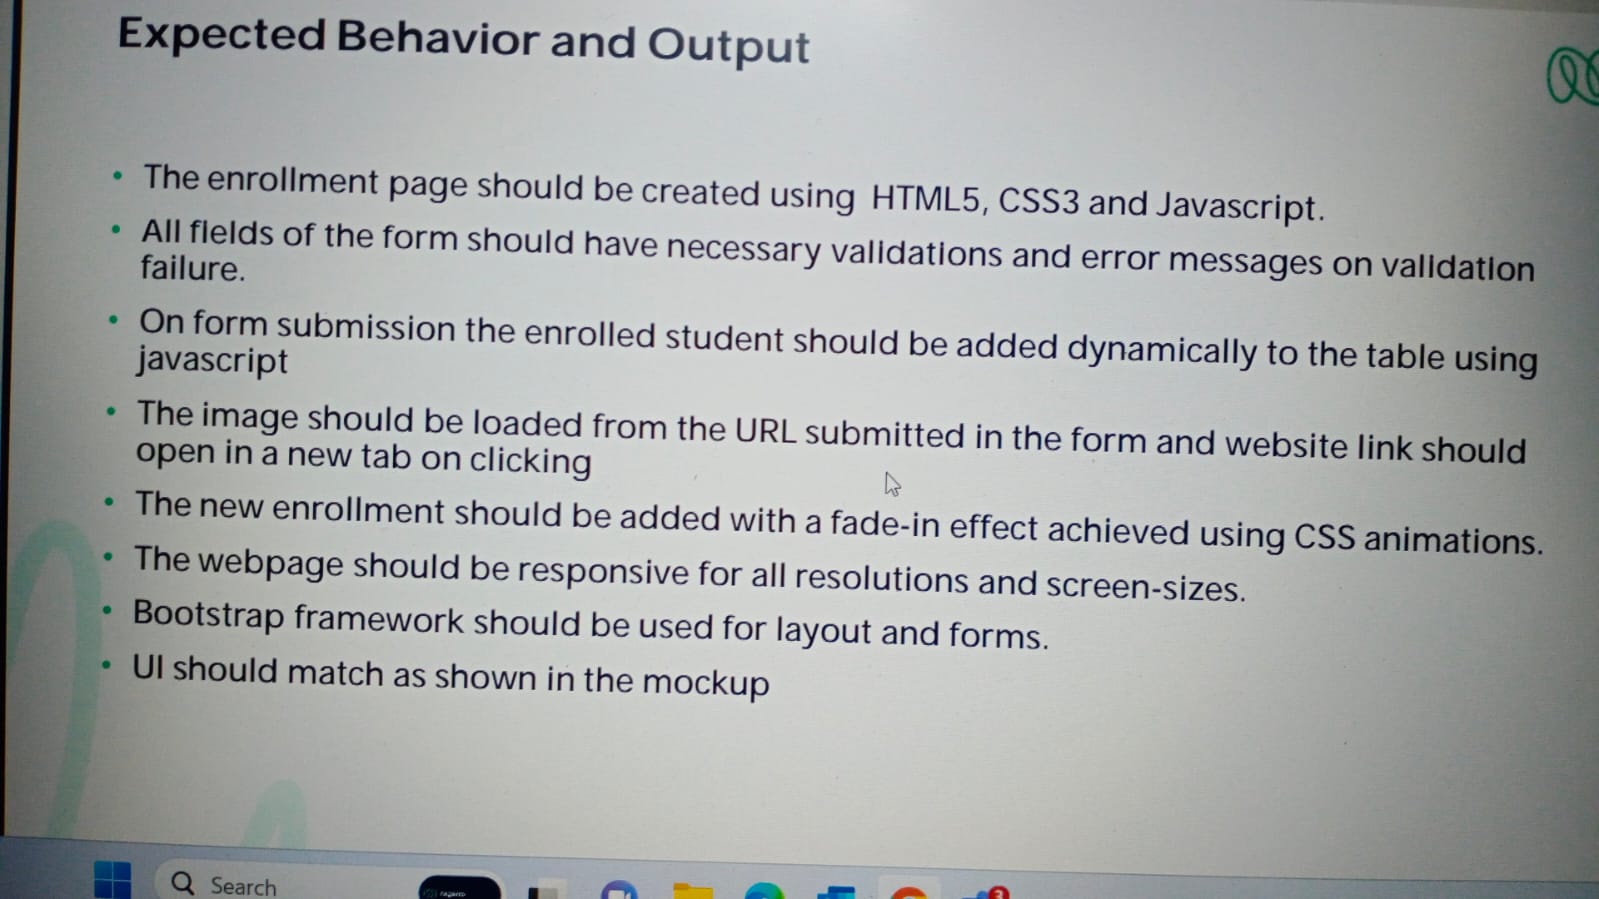 Expected Behavior and Output
• The enrollment page should be created using HTML5, CSS3 and Javascript.
• All fields of the form should have necessary validations and error messages on validation
failure.
• On form submission the enrolled student should be added dynamically to the table using
javascript
• The image should be loaded from the URL submitted in the form and website link should
open in a new tab on clicking
• The new enrollment should be added with a fade-in effect achieved using CSS animations.
• The webpage should be responsive for all resolutions and screen-sizes.
• Bootstrap framework should be used for layout and forms.
• UI should match as shown in the mockup
Search
3